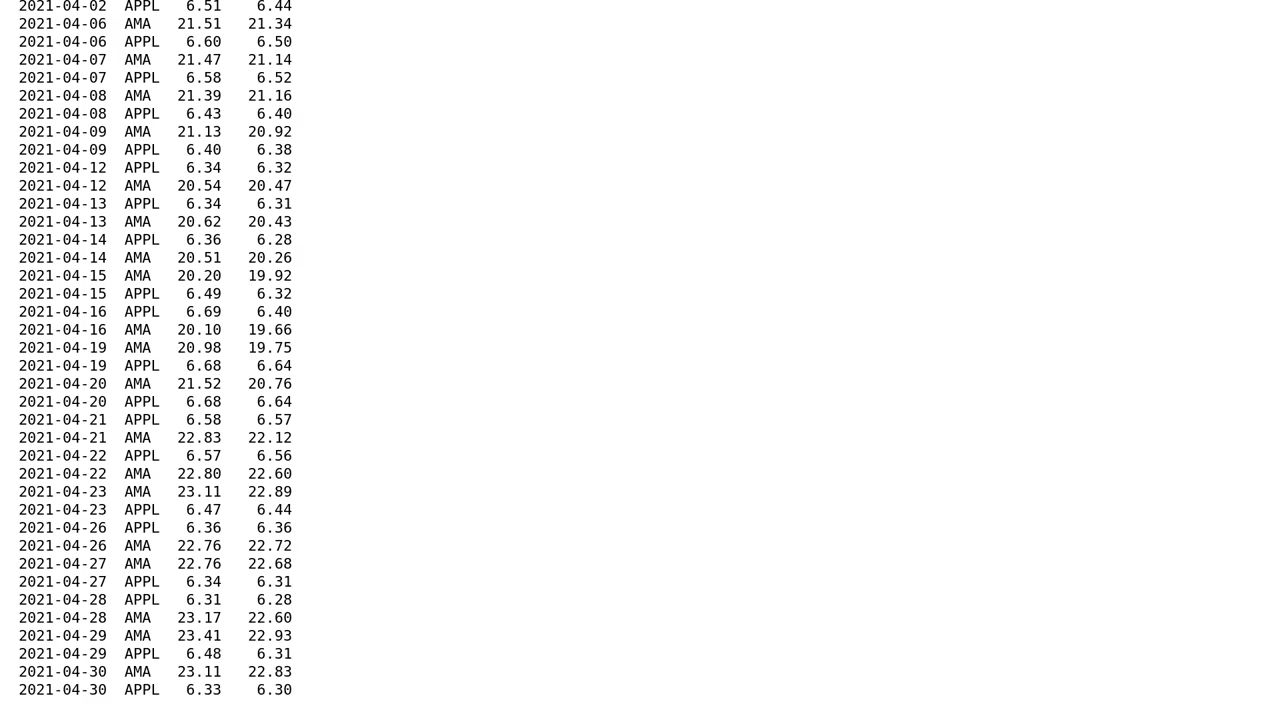 2021-04-02  APPL   6.51    6.44
2021-04-06  AMA   21.51   21.34
2021-04-06  APPL   6.60    6.50
2021-04-07  AMA   21.47   21.14
2021-04-07  APPL   6.58    6.52
2021-04-08  AMA   21.39   21.16
2021-04-08  APPL   6.43    6.40
2021-04-09  AMA   21.13   20.92
2021-04-09  APPL   6.40    6.38
2021-04-12  APPL   6.34    6.32
2021-04-12  AMA   20.54   20.47
2021-04-13  APPL   6.34    6.31
2021-04-13  AMA   20.62   20.43
2021-04-14  APPL   6.36    6.28
2021-04-14  AMA   20.51   20.26
2021-04-15  AMA   20.20   19.92
2021-04-15  APPL   6.49    6.32
2021-04-16  APPL   6.69    6.40
2021-04-16  AMA   20.10   19.66
2021-04-19  AMA   20.98   19.75
2021-04-19  APPL   6.68    6.64
2021-04-20  AMA   21.52   20.76
2021-04-20  APPL   6.68    6.64
2021-04-21  APPL   6.58    6.57
2021-04-21  AMA   22.83   22.12
2021-04-22  APPL   6.57    6.56
2021-04-22  AMA   22.80   22.60
2021-04-23  AMA   23.11   22.89
2021-04-23  APPL   6.47    6.44
2021-04-26  APPL   6.36    6.36
2021-04-26  AMA   22.76   22.72
2021-04-27  AMA   22.76   22.68
2021-04-27  APPL   6.34    6.31
2021-04-28  APPL   6.31    6.28
2021-04-28  AMA   23.17   22.60
2021-04-29  AMA   23.41   22.93
2021-04-29  APPL   6.48    6.31
2021-04-30  AMA   23.11   22.83
2021-04-30  APPL   6.33    6.30